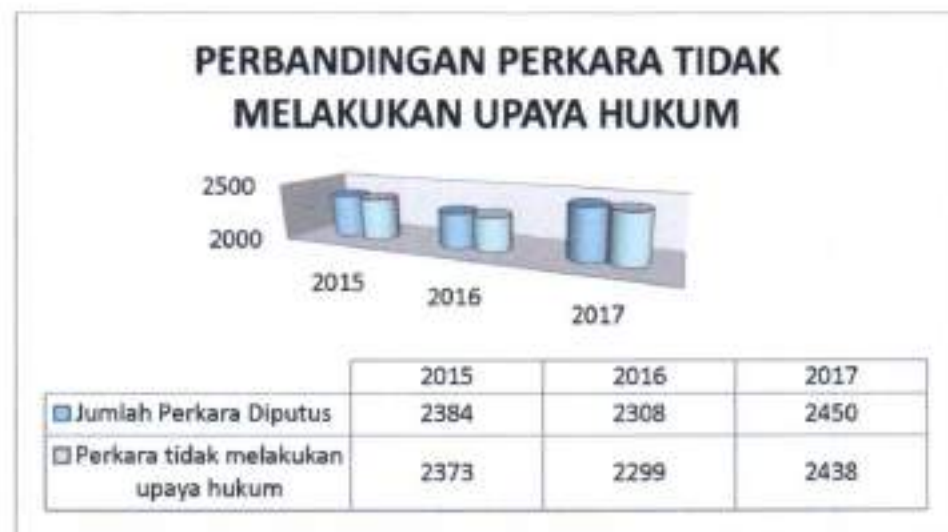 PERBANDINGAN PERKARA TIDAK
MELAKUKAN UPAYA HUKUM
2500
2000
2015
2016
2017
2015 2016 2017
Jumlah Perkara Diputus 2384 2308 2450
Perkara tidak melakukan
upaya hukum 2373 2299 2438